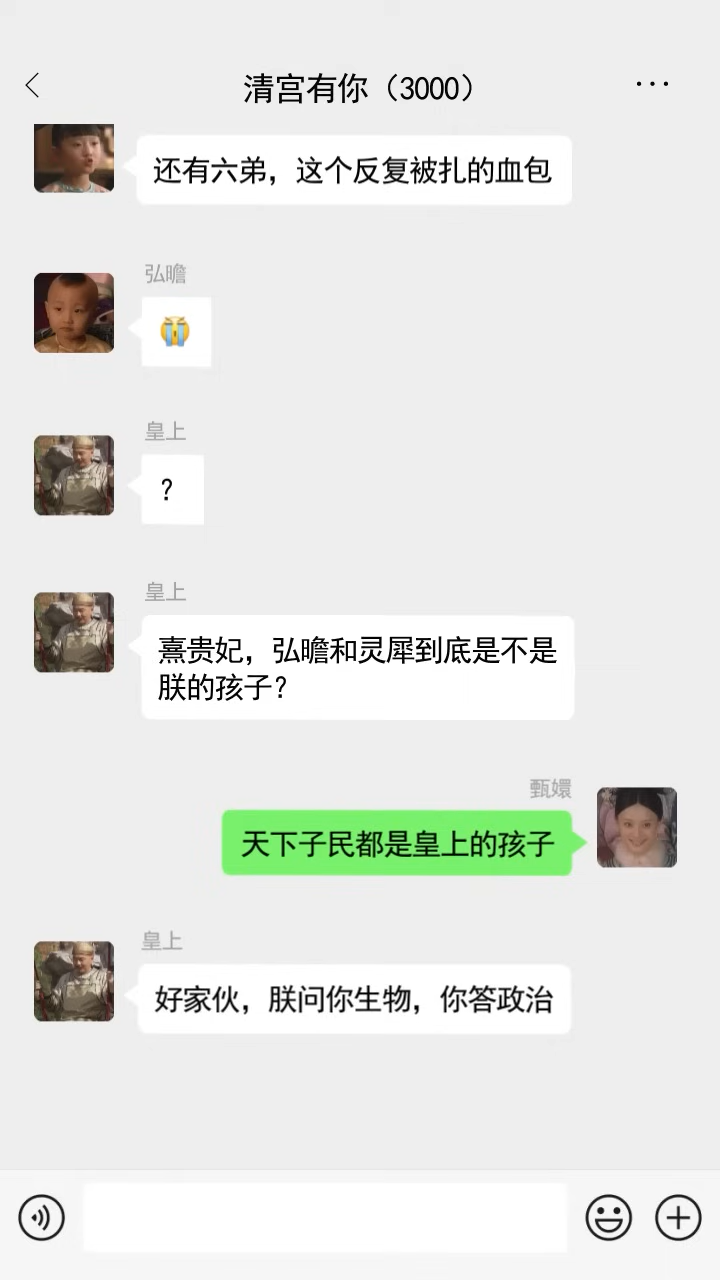 清宫有你（3000）
还有六弟，这个反复被扎的血包
弘瞻
皇上
？
皇上
熹贵妃，弘瞻和灵犀到底是不是
朕的孩子？
甄嬛
天下子民都是皇上的孩子
皇上
好家伙，朕问你生物，你答政治